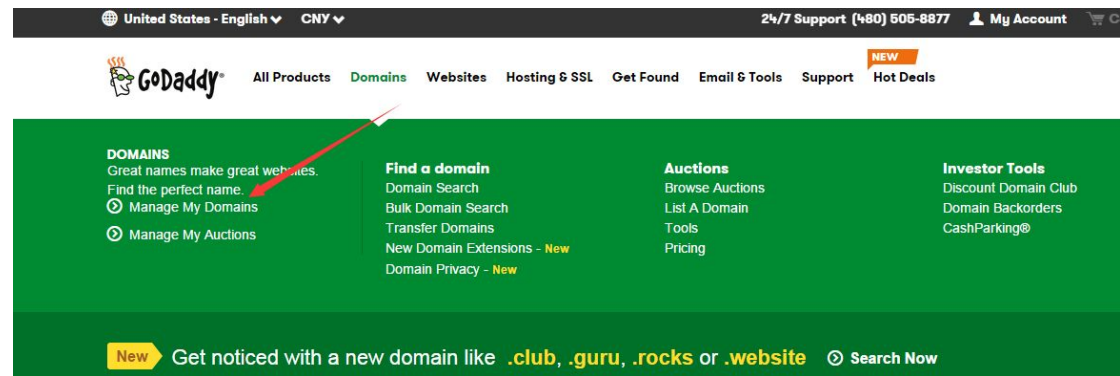 United States - English CNY 24/7 Support (480) 505-8877 My Account
NEW
GoDaddy All Products Domains Websites Hosting & SSL Get Found Email & Tools Support Hot Deals
DOMAINS
Great names make great websites.
Find the perfect name.
Manage My Domains
Manage My Auctions
Find a domain
Domain Search
Bulk Domain Search
Transfer Domains
New Domain Extensions - New
Domain Privacy - New
Auctions
Browse Auctions
List A Domain
Tools
Pricing
Investor Tools
Discount Domain Club
Domain Backorders
CashParking®
New Get noticed with a new domain like .club, .guru, .rocks or .website Search Now